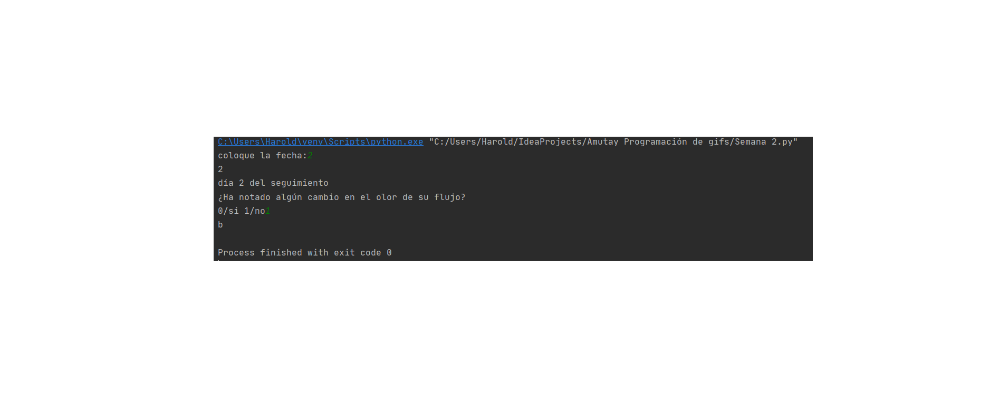 C:\Users\Harold\venv\Scripts\python.exe "C:/Users/Harold/IdeaProjects/Amutay Programación de gifs/Semana 2.py"
coloque la fecha:2
2
día 2 del seguimiento
¿Ha notado algún cambio en el olor de su flujo?
0/si 1/no1
b
Process finished with exit code 0